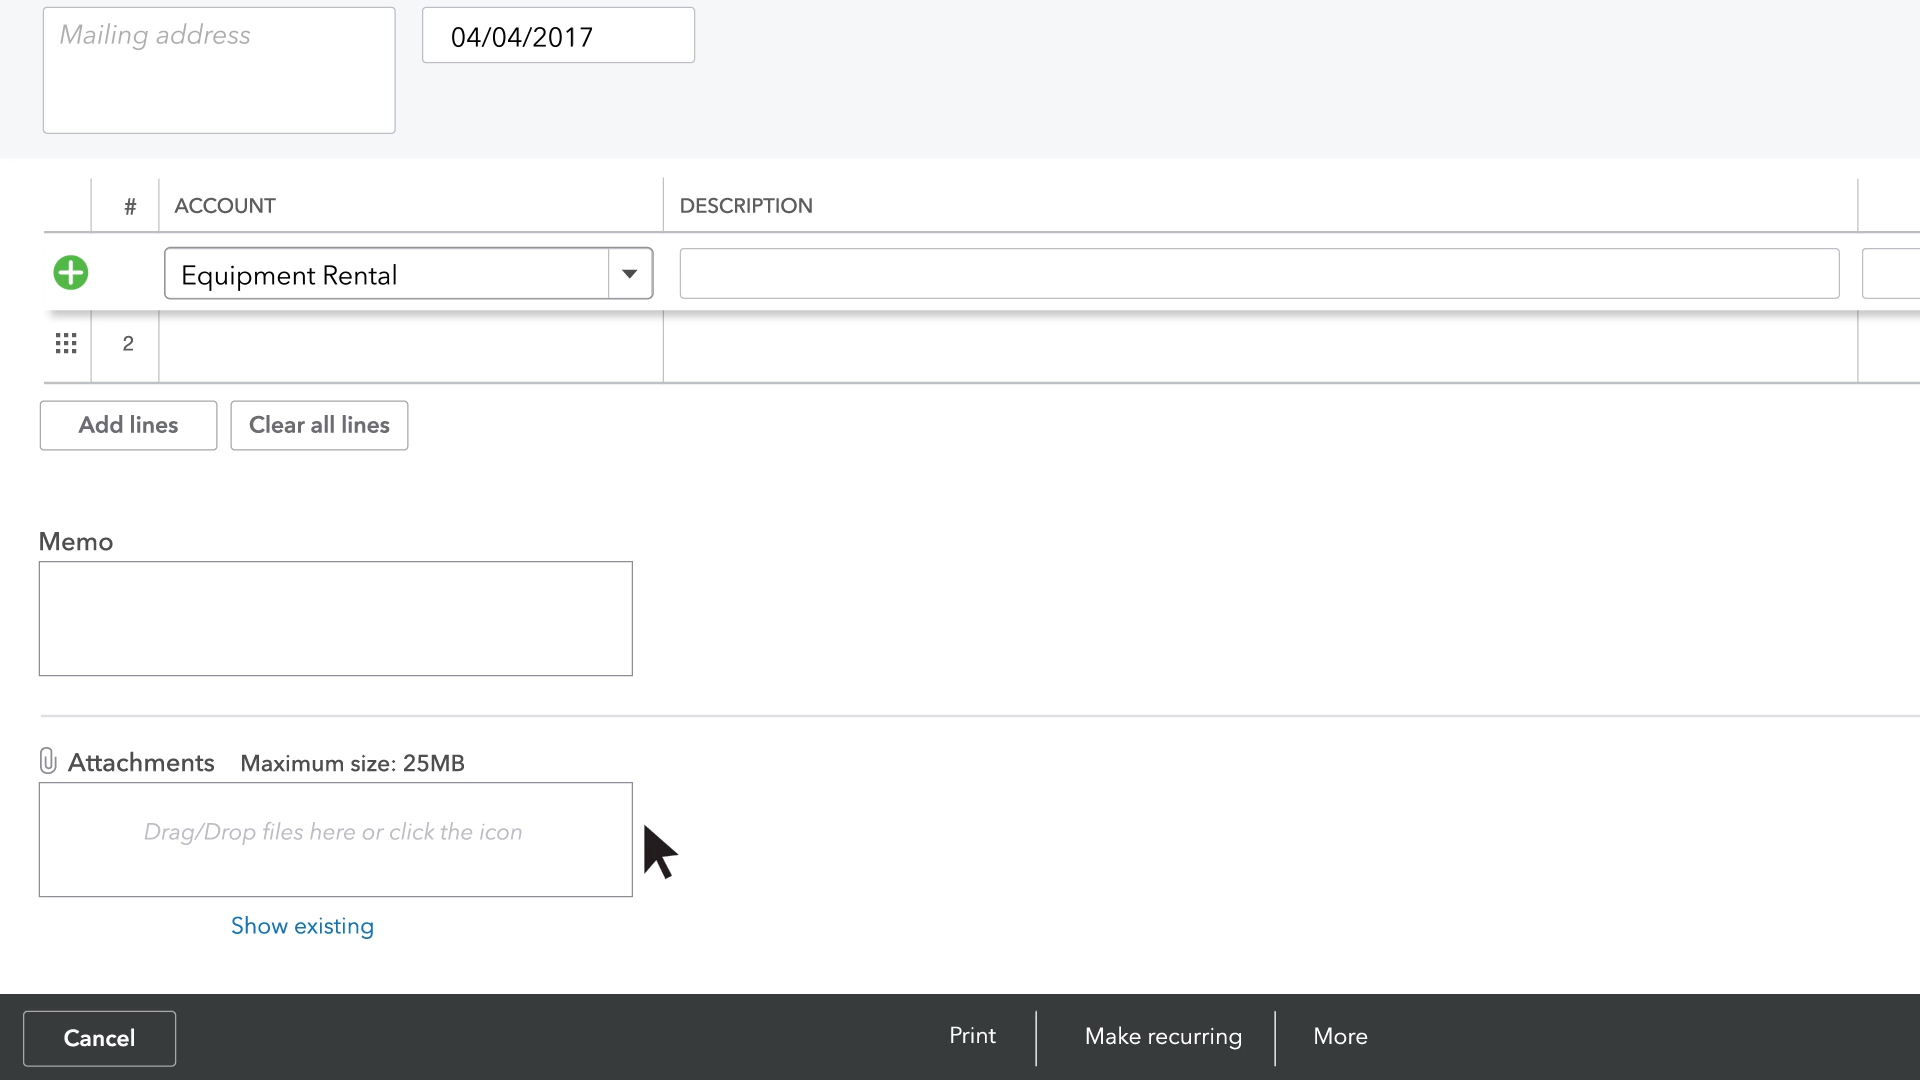 Mailing address
04/04/2017
# ACCOUNT DESCRIPTION
Equipment Rental
2
Add lines Clear all lines
Memo
Attachments Maximum size: 25MB
Drag/Drop files here or click the icon
Show existing
Cancel Print Make recurring More